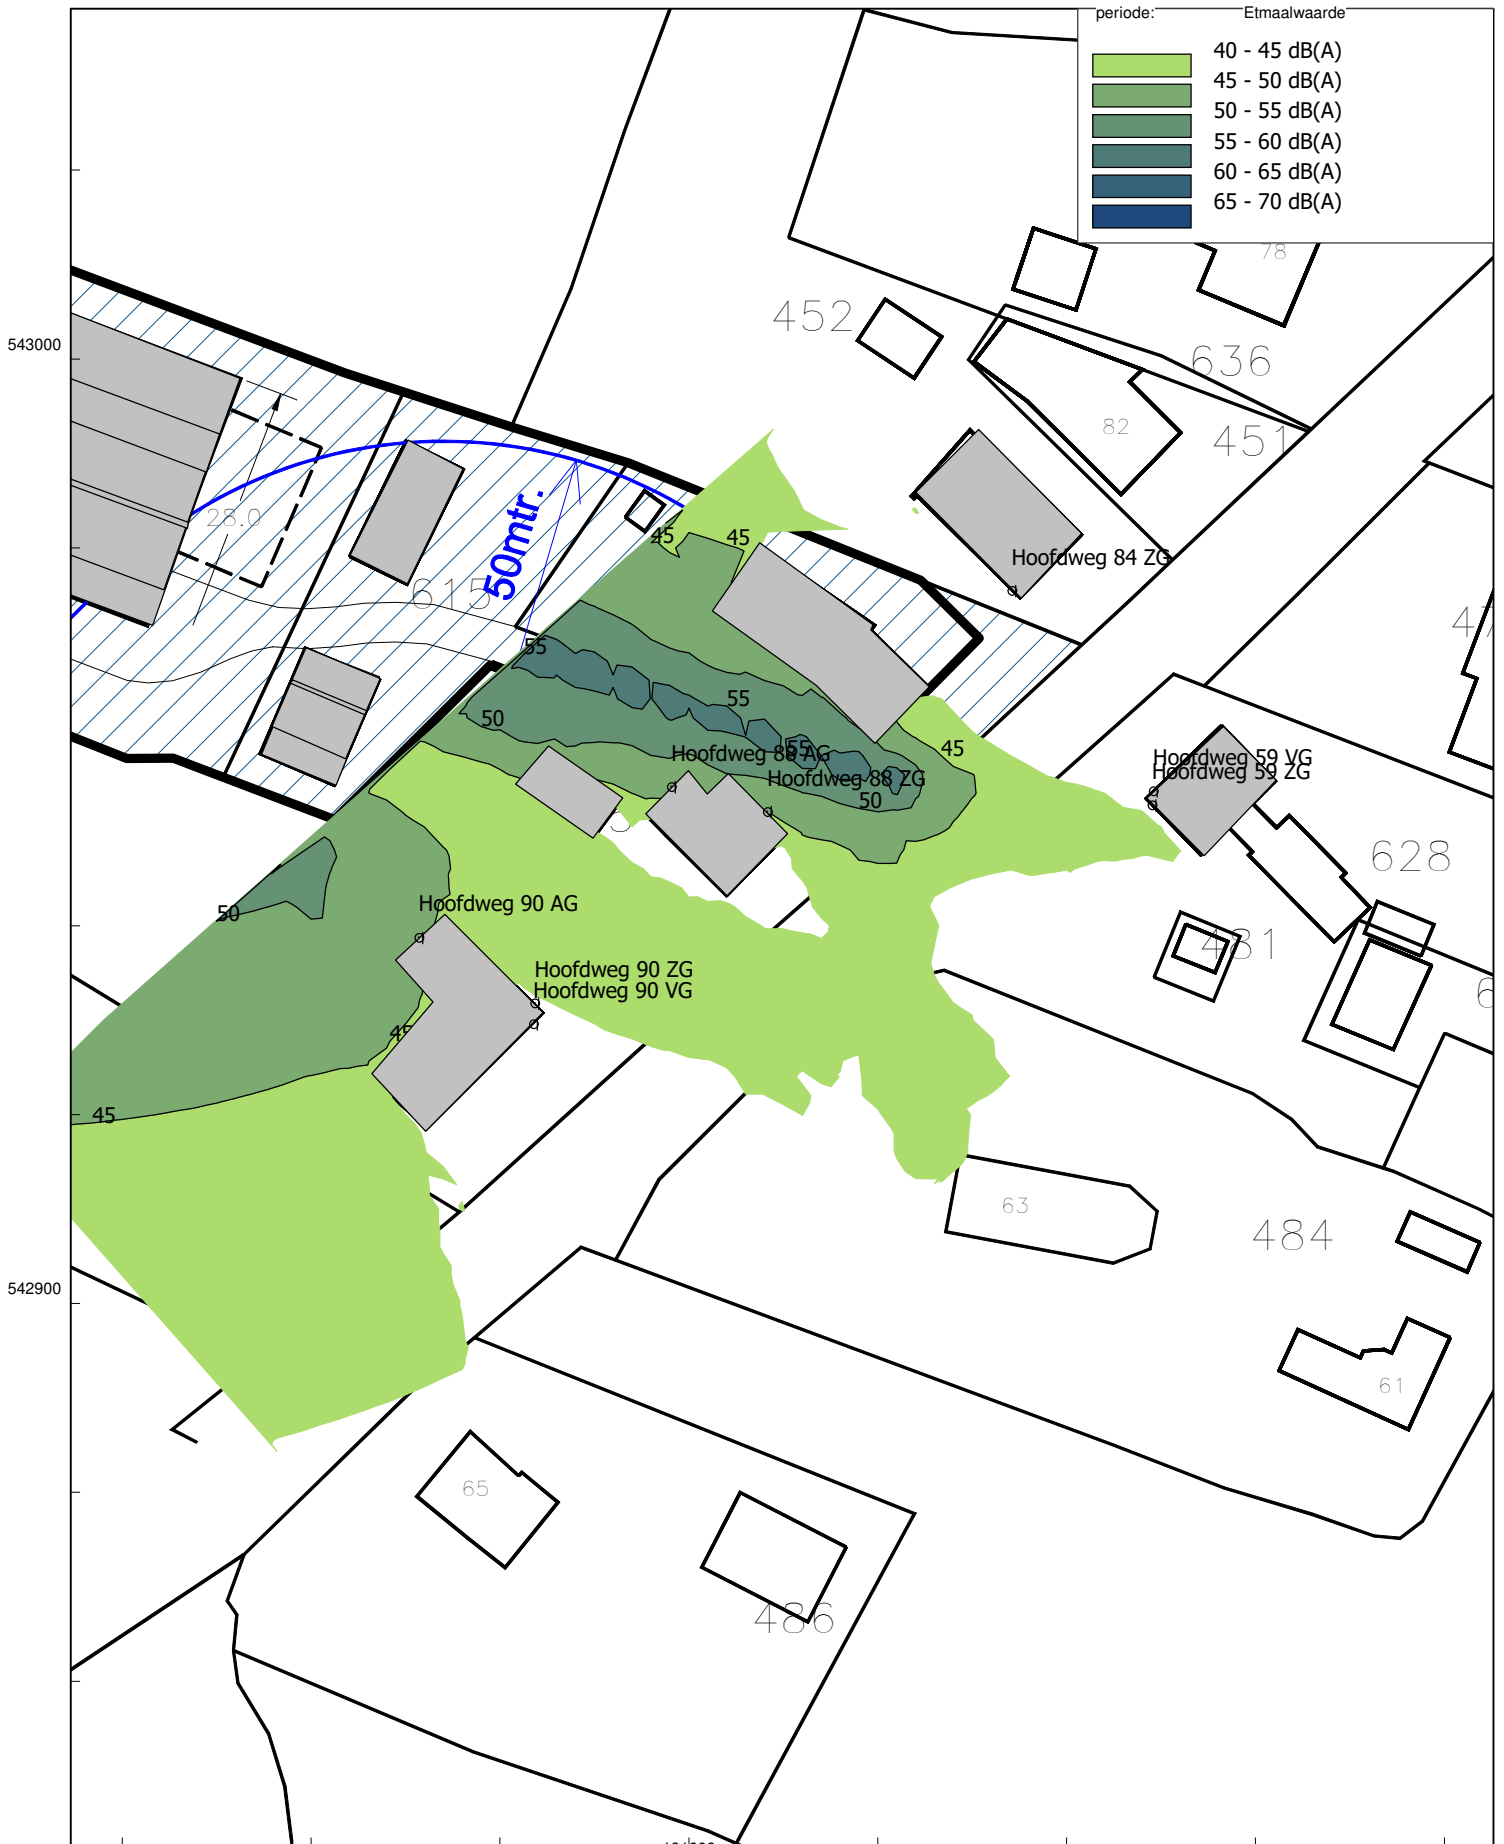 periode: Etmaalwaarde
40 - 45 dB(A)
45 - 50 dB(A)
50 - 55 dB(A)
55 - 60 dB(A)
60 - 65 dB(A)
65 - 70 dB(A)
78
452
543000
636
82
451
28.0
50mtr.
45
45
Hoofdweg 84 ZG
615
55
55
50
45
Hoofdweg 88 AG
55
Hoofdweg 88 ZG
50
Hoofdweg 59 VG
Hoofdweg 59 ZG
628
Hoofdweg 90 AG
50
481
Hoofdweg 90 ZG
Hoofdweg 90 VG
45
45
63
484
542900
61
65
486